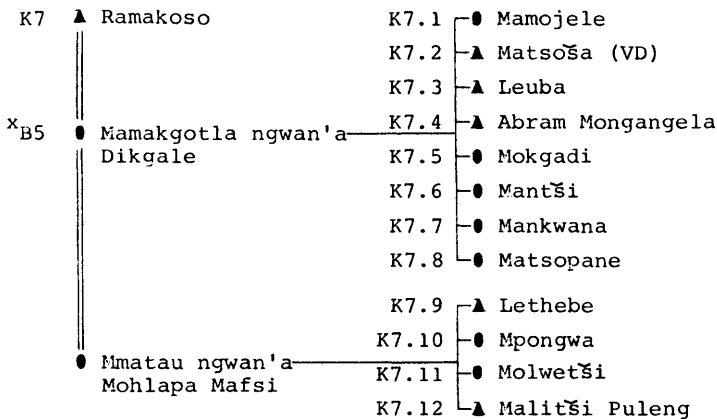 K7 Ramakoso K7.1 Mamojele
K7.2 Matsoša (VD)
K7.3 Leuba
xB5 Mamakgotla ngwan'a K7.4 Abram Mongangela
Dikgale K7.5 Mokgadi
K7.6 Mantši
K7.7 Mankwana
K7.8 Matsopane
K7.9 Lethebe
K7.10 Mpongwa
Mmatau ngwan'a K7.11 Molwetši
Mohlapa Mafsi
K7.12 Malitši Puleng